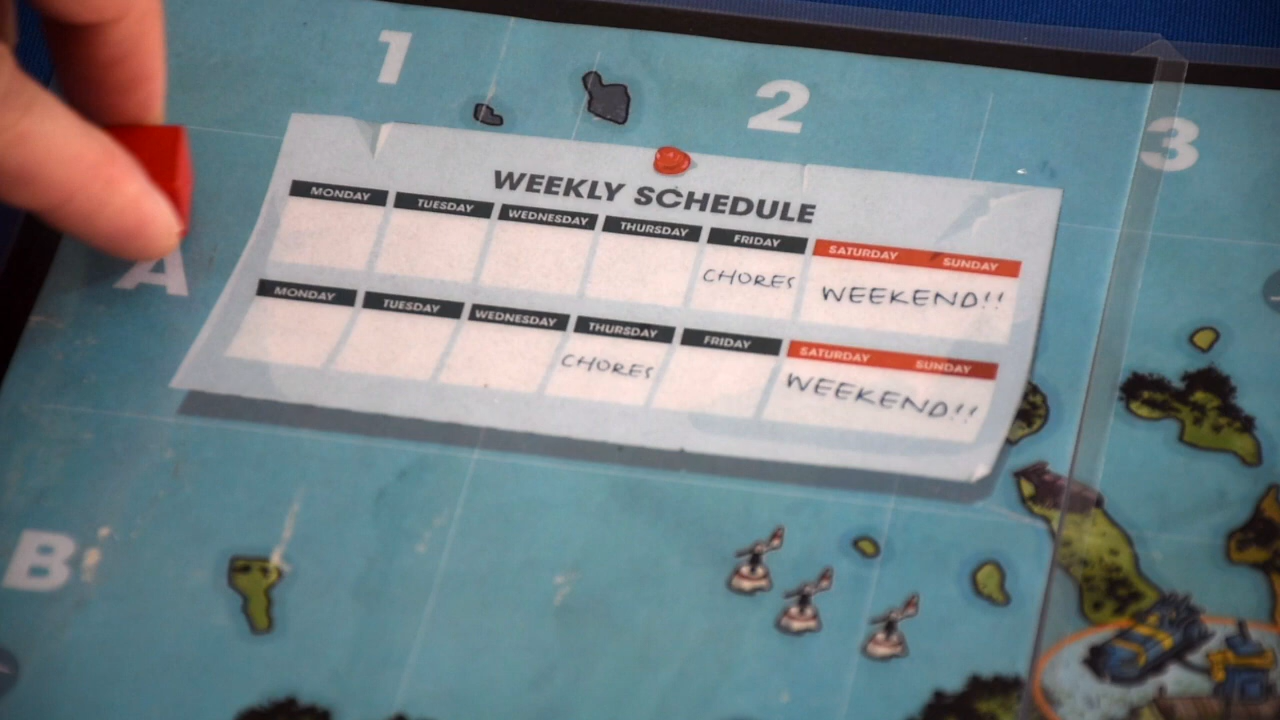 1
2
3
WEEKLY SCHEDULE
MONDAY TUESDAY WEDNESDAY THURSDAY FRIDAY SATURDAY SUNDAY
CHORES WEEKEND!!
A
MONDAY TUESDAY WEDNESDAY THURSDAY FRIDAY SATURDAY SUNDAY
CHORES WEEKEND!!
B